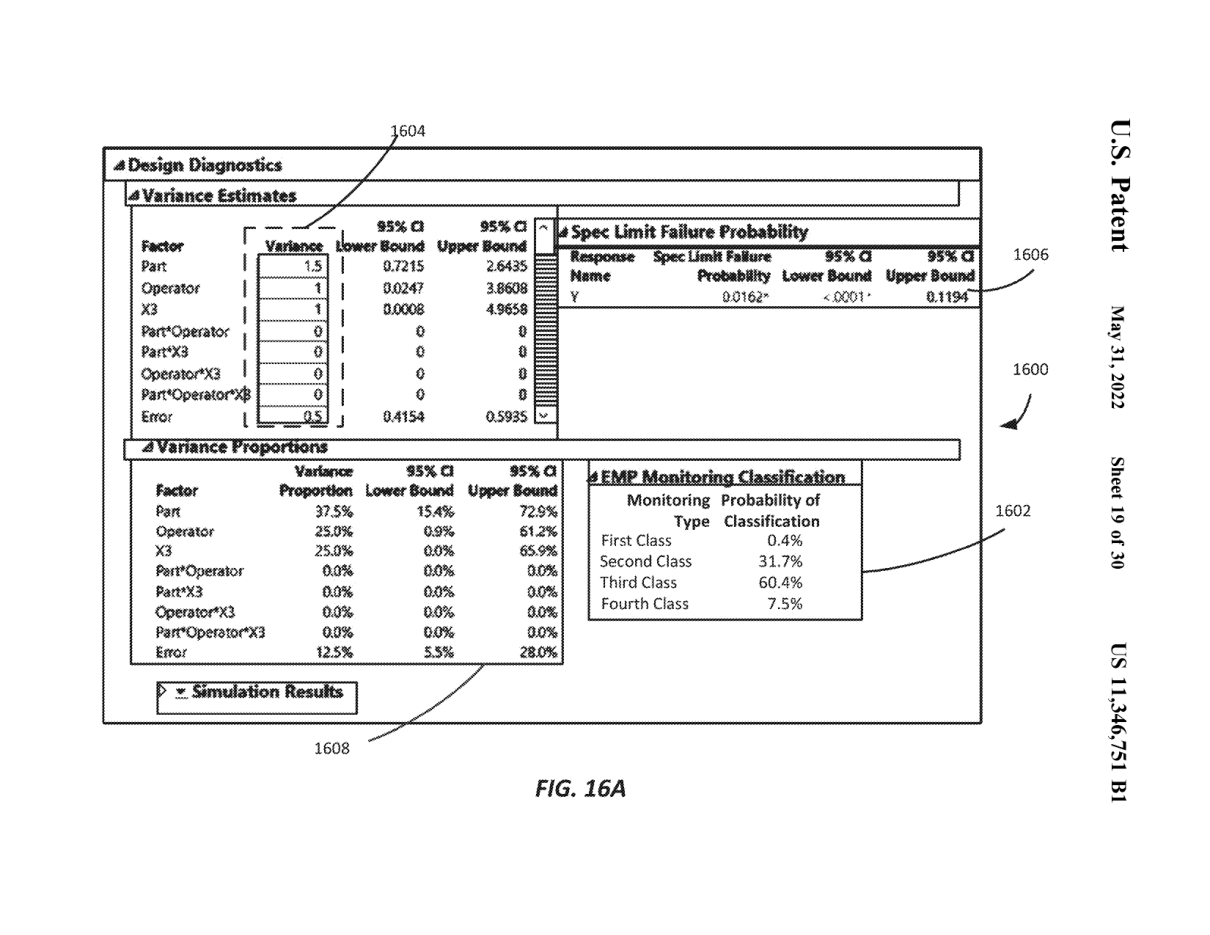 1604
Design Diagnostics
Variance Estimates
Factor Variance 95% CI Lower Bound 95% CI Upper Bound
Part 1.5 0.7215 2.6435
Operator 1 0.0247 3.8608
X3 1 0.0008 4.9658
Part*Operator 0 0 0
Part*X3 0 0 0
Operator*X3 0 0 0
Part*Operator*X3 0 0 0
Error 0.5 0.4154 0.5935
Spec Limit Failure Probability
Response Name Spec Limit Failure Probability 95% CI Lower Bound 95% CI Upper Bound
Y 0.0162* <.0001* 0.1194
1606
1600
Variance Proportions
Factor Variance Proportion 95% CI Lower Bound 95% CI Upper Bound
Part 37.5% 15.4% 72.9%
Operator 25.0% 0.9% 61.2%
X3 25.0% 0.0% 65.9%
Part*Operator 0.0% 0.0% 0.0%
Part*X3 0.0% 0.0% 0.0%
Operator*X3 0.0% 0.0% 0.0%
Part*Operator*X3 0.0% 0.0% 0.0%
Error 12.5% 5.5% 28.0%
EMP Monitoring Classification
Monitoring Type Probability of Classification
First Class 0.4%
Second Class 31.7%
Third Class 60.4%
Fourth Class 7.5%
1602
Simulation Results
1608
FIG. 16A
U.S. Patent May 31, 2022 Sheet 19 of 30 US 11,346,751 B1